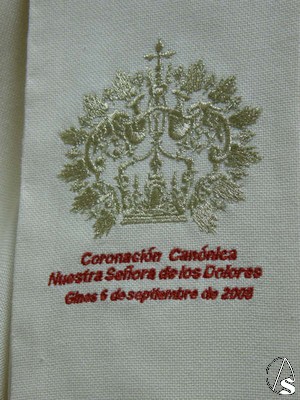 Coronación Canónica
Nuestra Señora de los Dolores
Gines 6 de septiembre de 2008